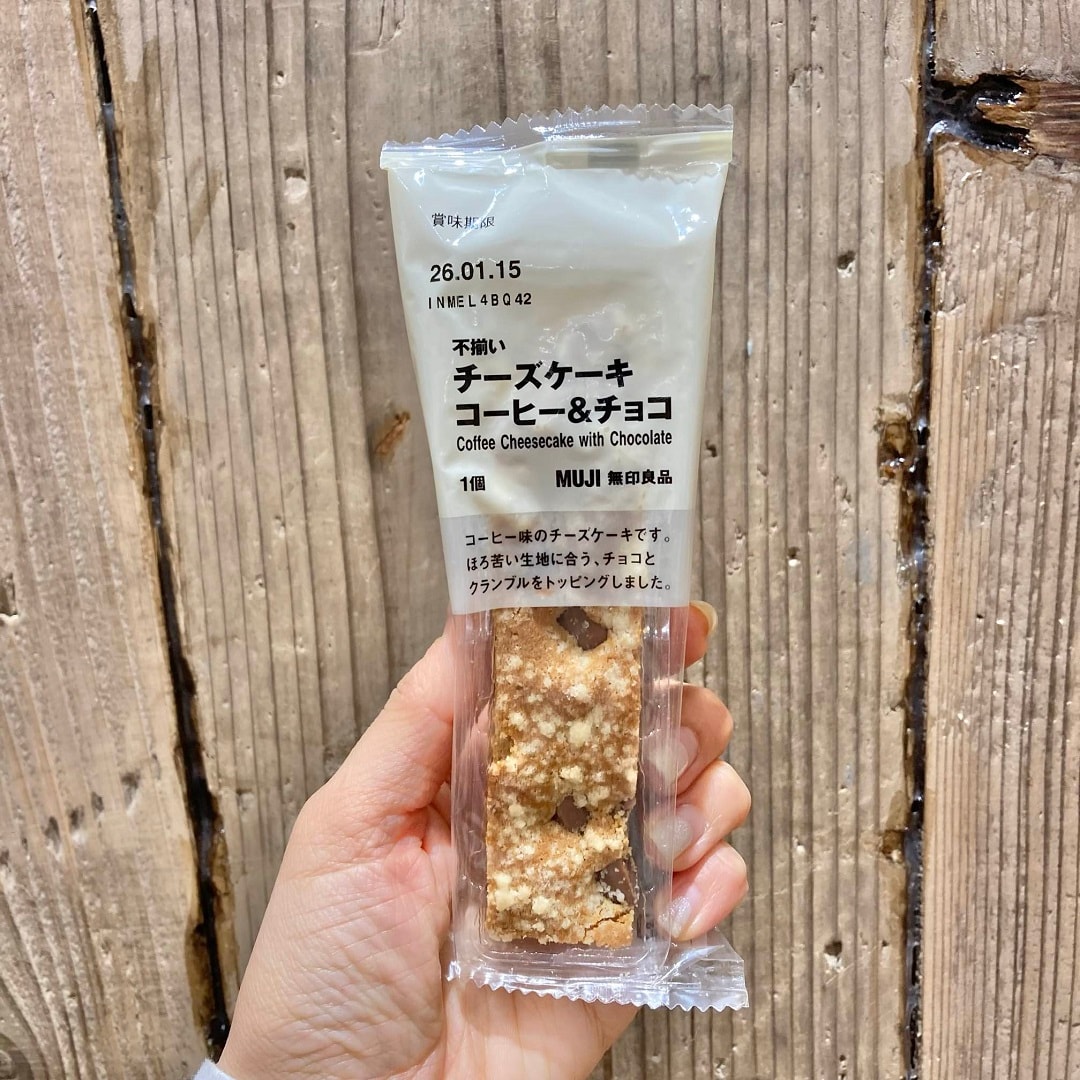 賞味期限
26.01.15
INMEL4BQ42
不揃い
チーズケーキ
コーヒー&チョコ
Coffee Cheesecake with Chocolate
1個 MUJI 無印良品
コーヒー味のチーズケーキです。
ほろ苦い生地に合う、チョコと
クランブルをトッピングしました。